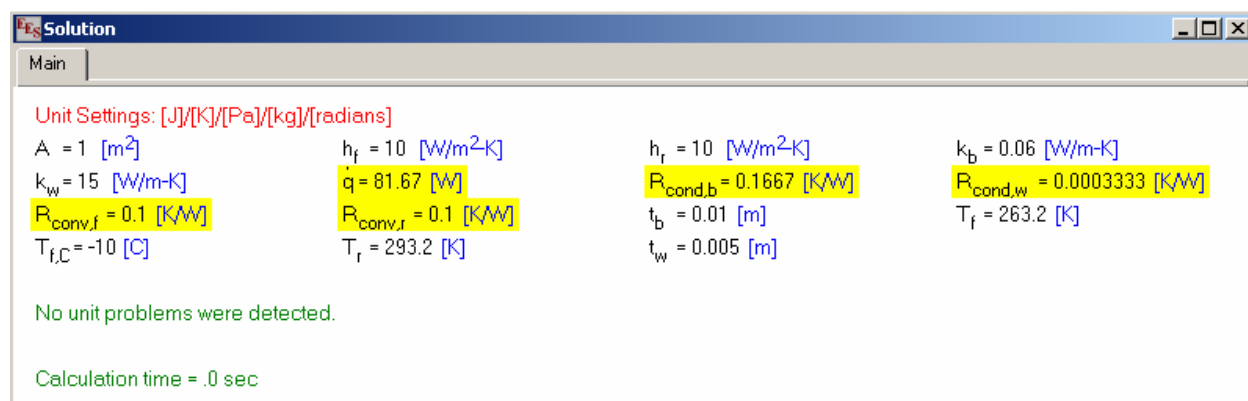 EES Solution
Main
Unit Settings: [J]/[K]/[Pa]/[kg]/[radians]
A = 1 [m²] h_f = 10 [W/m²-K] h_r = 10 [W/m²-K] k_b = 0.06 [W/m-K]
k_w = 15 [W/m-K] q̇ = 81.67 [W] R_cond,b = 0.1667 [K/W] R_cond,w = 0.0003333 [K/W]
R_conv,f = 0.1 [K/W] R_conv,r = 0.1 [K/W] t_b = 0.01 [m] T_f = 263.2 [K]
T_f,C = -10 [C] T_r = 293.2 [K] t_w = 0.005 [m]
No unit problems were detected.
Calculation time = .0 sec